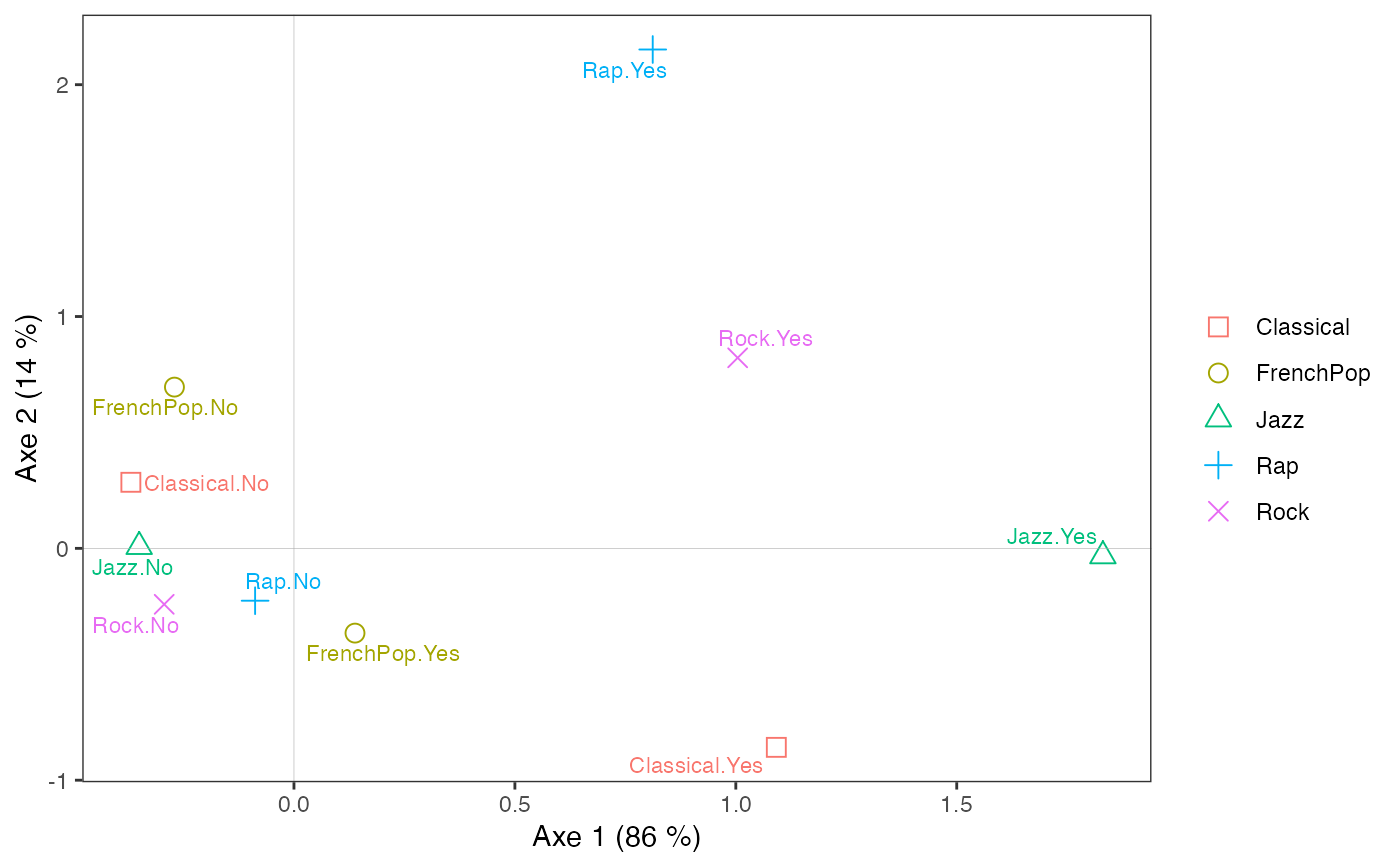 Rap.Yes
2
Rock.Yes
1
FrenchPop.No
Classical.No
Jazz.Yes
0
Jazz.No
Rap.No
Rock.No
FrenchPop.Yes
Classical.Yes
-1
0.0 0.5 1.0 1.5
Axe 1 (86 %)
Axe 2 (14 %)
Classical
FrenchPop
Jazz
Rap
Rock